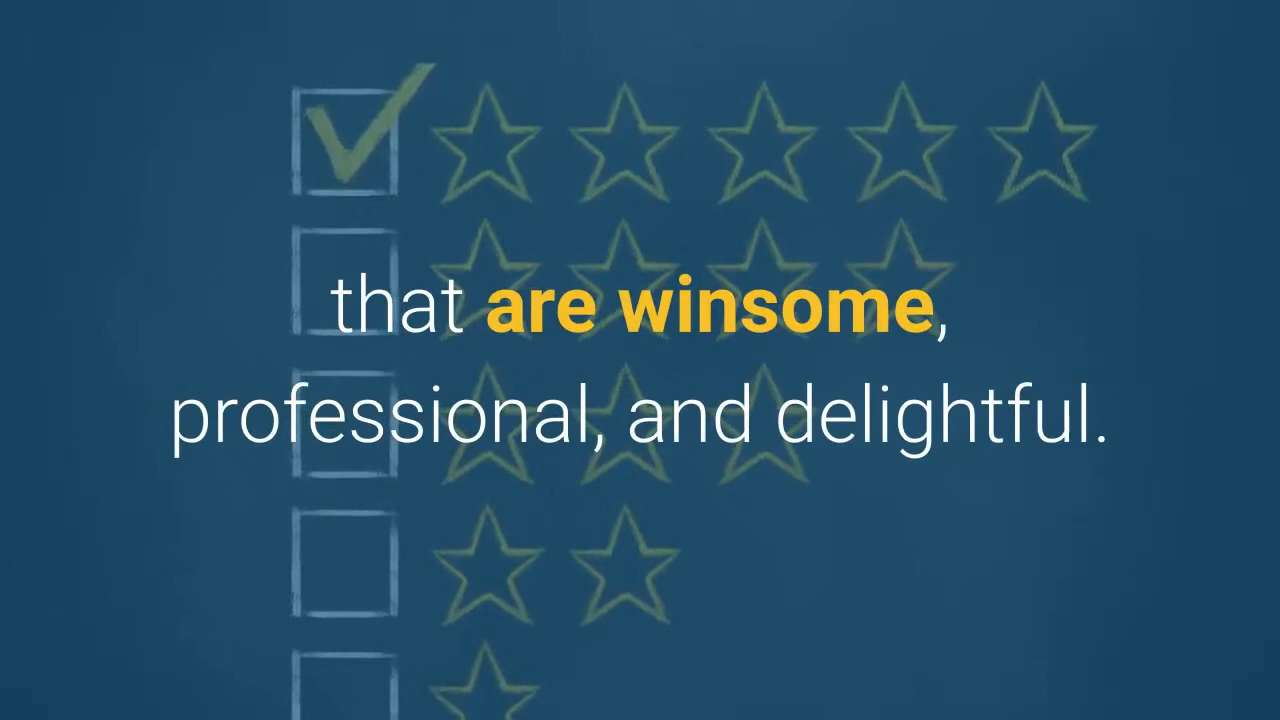 that are winsome,
professional, and delightful.